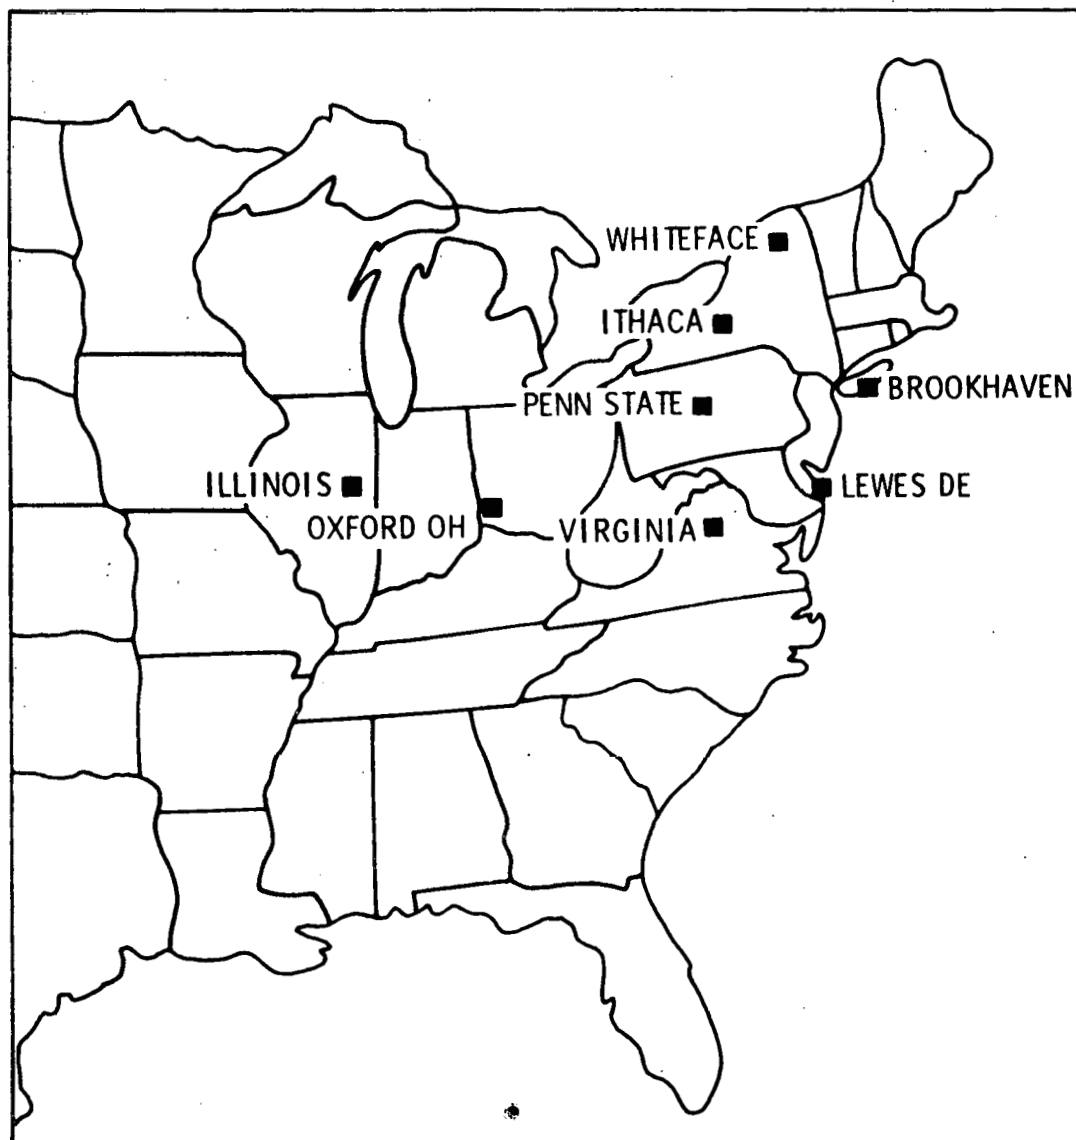 WHITEFACE
ITHACA
PENN STATE
BROOKHAVEN
ILLINOIS
LEWES DE
OXFORD OH
VIRGINIA